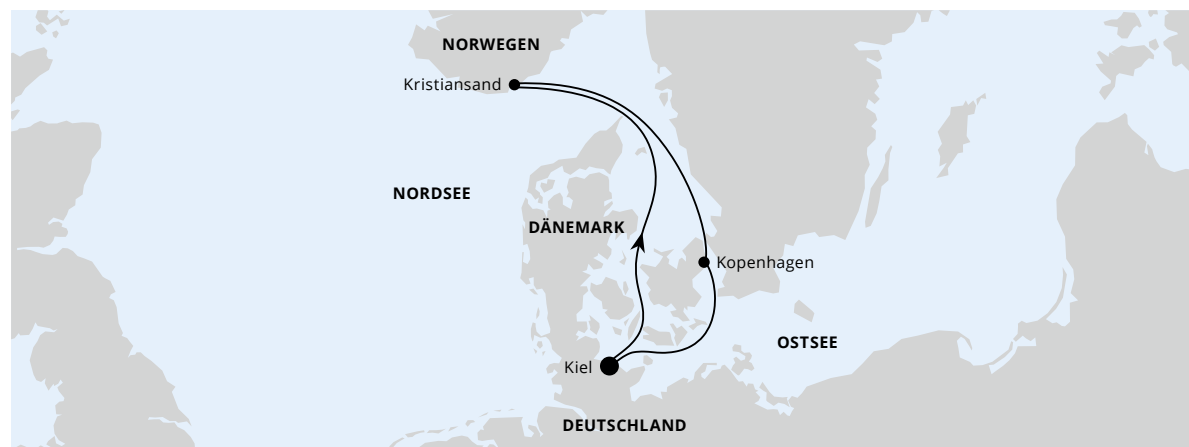 NORWEGEN
Kristiansand
NORDSEE
DÄNEMARK
Kopenhagen
OSTSEE
Kiel
DEUTSCHLAND